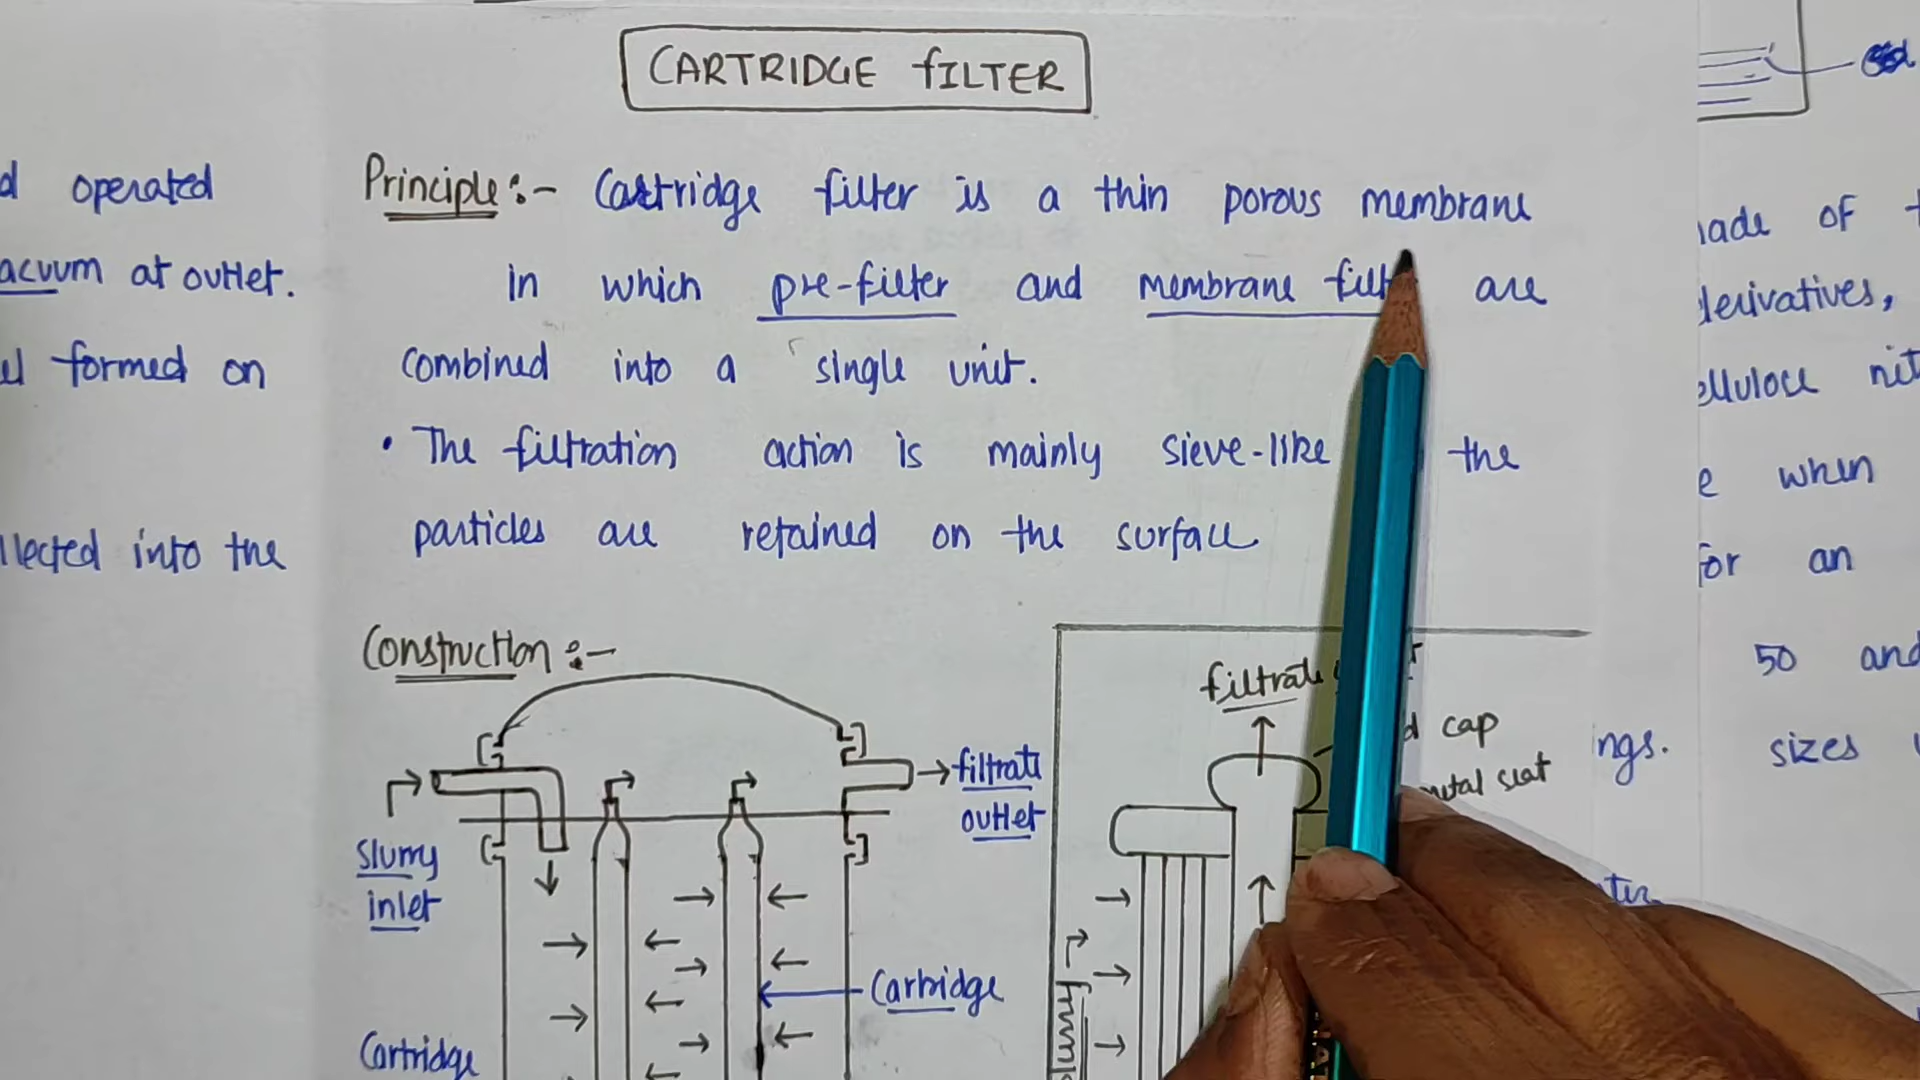 CARTRIDGE fILTER
Principle:- Cartridge filter is a thin porous membrane
in which pre-filter and membrane are
combined into a single unit.
• The filtration action is mainly sieve-like the
particles are retained on the surface
Construction :-
filtrate
cap
metal seat
filtrate
outlet
Slurry
inlet
Cartridge
Cartridge
d operated
acuum at outlet.
formed on
llected into the
made of
derivatives,
when
for an
50 and
ngs. sizes